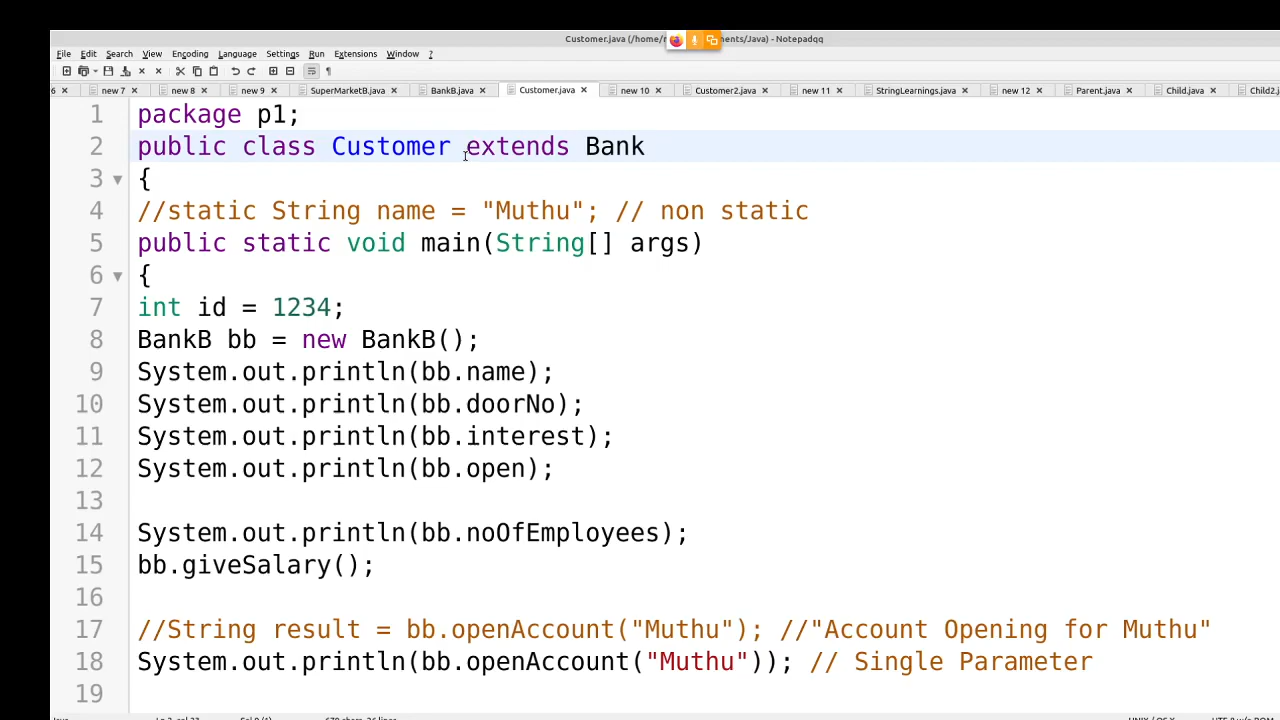 Customer.java (/home/ ments/Java) - Notepadqq
File Edit Search View Encoding Language Settings Run Extensions Window ?
6 new 7 new 8 new 9 SuperMarketB.java BankB.java Customer.java new 10 Customer2.java new 11 StringLearnings.java new 12 Parent.java Child.java Child2.j
1 package p1;
2 public class Customer extends Bank
3 {
4 //static String name = "Muthu"; // non static
5 public static void main(String[] args)
6 {
7 int id = 1234;
8 BankB bb = new BankB();
9 System.out.println(bb.name);
10 System.out.println(bb.doorNo);
11 System.out.println(bb.interest);
12 System.out.println(bb.open);
13
14 System.out.println(bb.noOfEmployees);
15 bb.giveSalary();
16
17 //String result = bb.openAccount("Muthu"); //"Account Opening for Muthu"
18 System.out.println(bb.openAccount("Muthu")); // Single Parameter
19